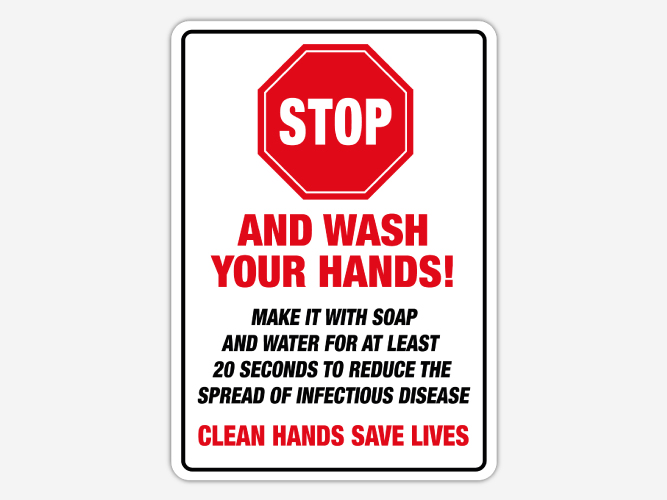 STOP
AND WASH
YOUR HANDS!
MAKE IT WITH SOAP
AND WATER FOR AT LEAST
20 SECONDS TO REDUCE THE
SPREAD OF INFECTIOUS DISEASE
CLEAN HANDS SAVE LIVES